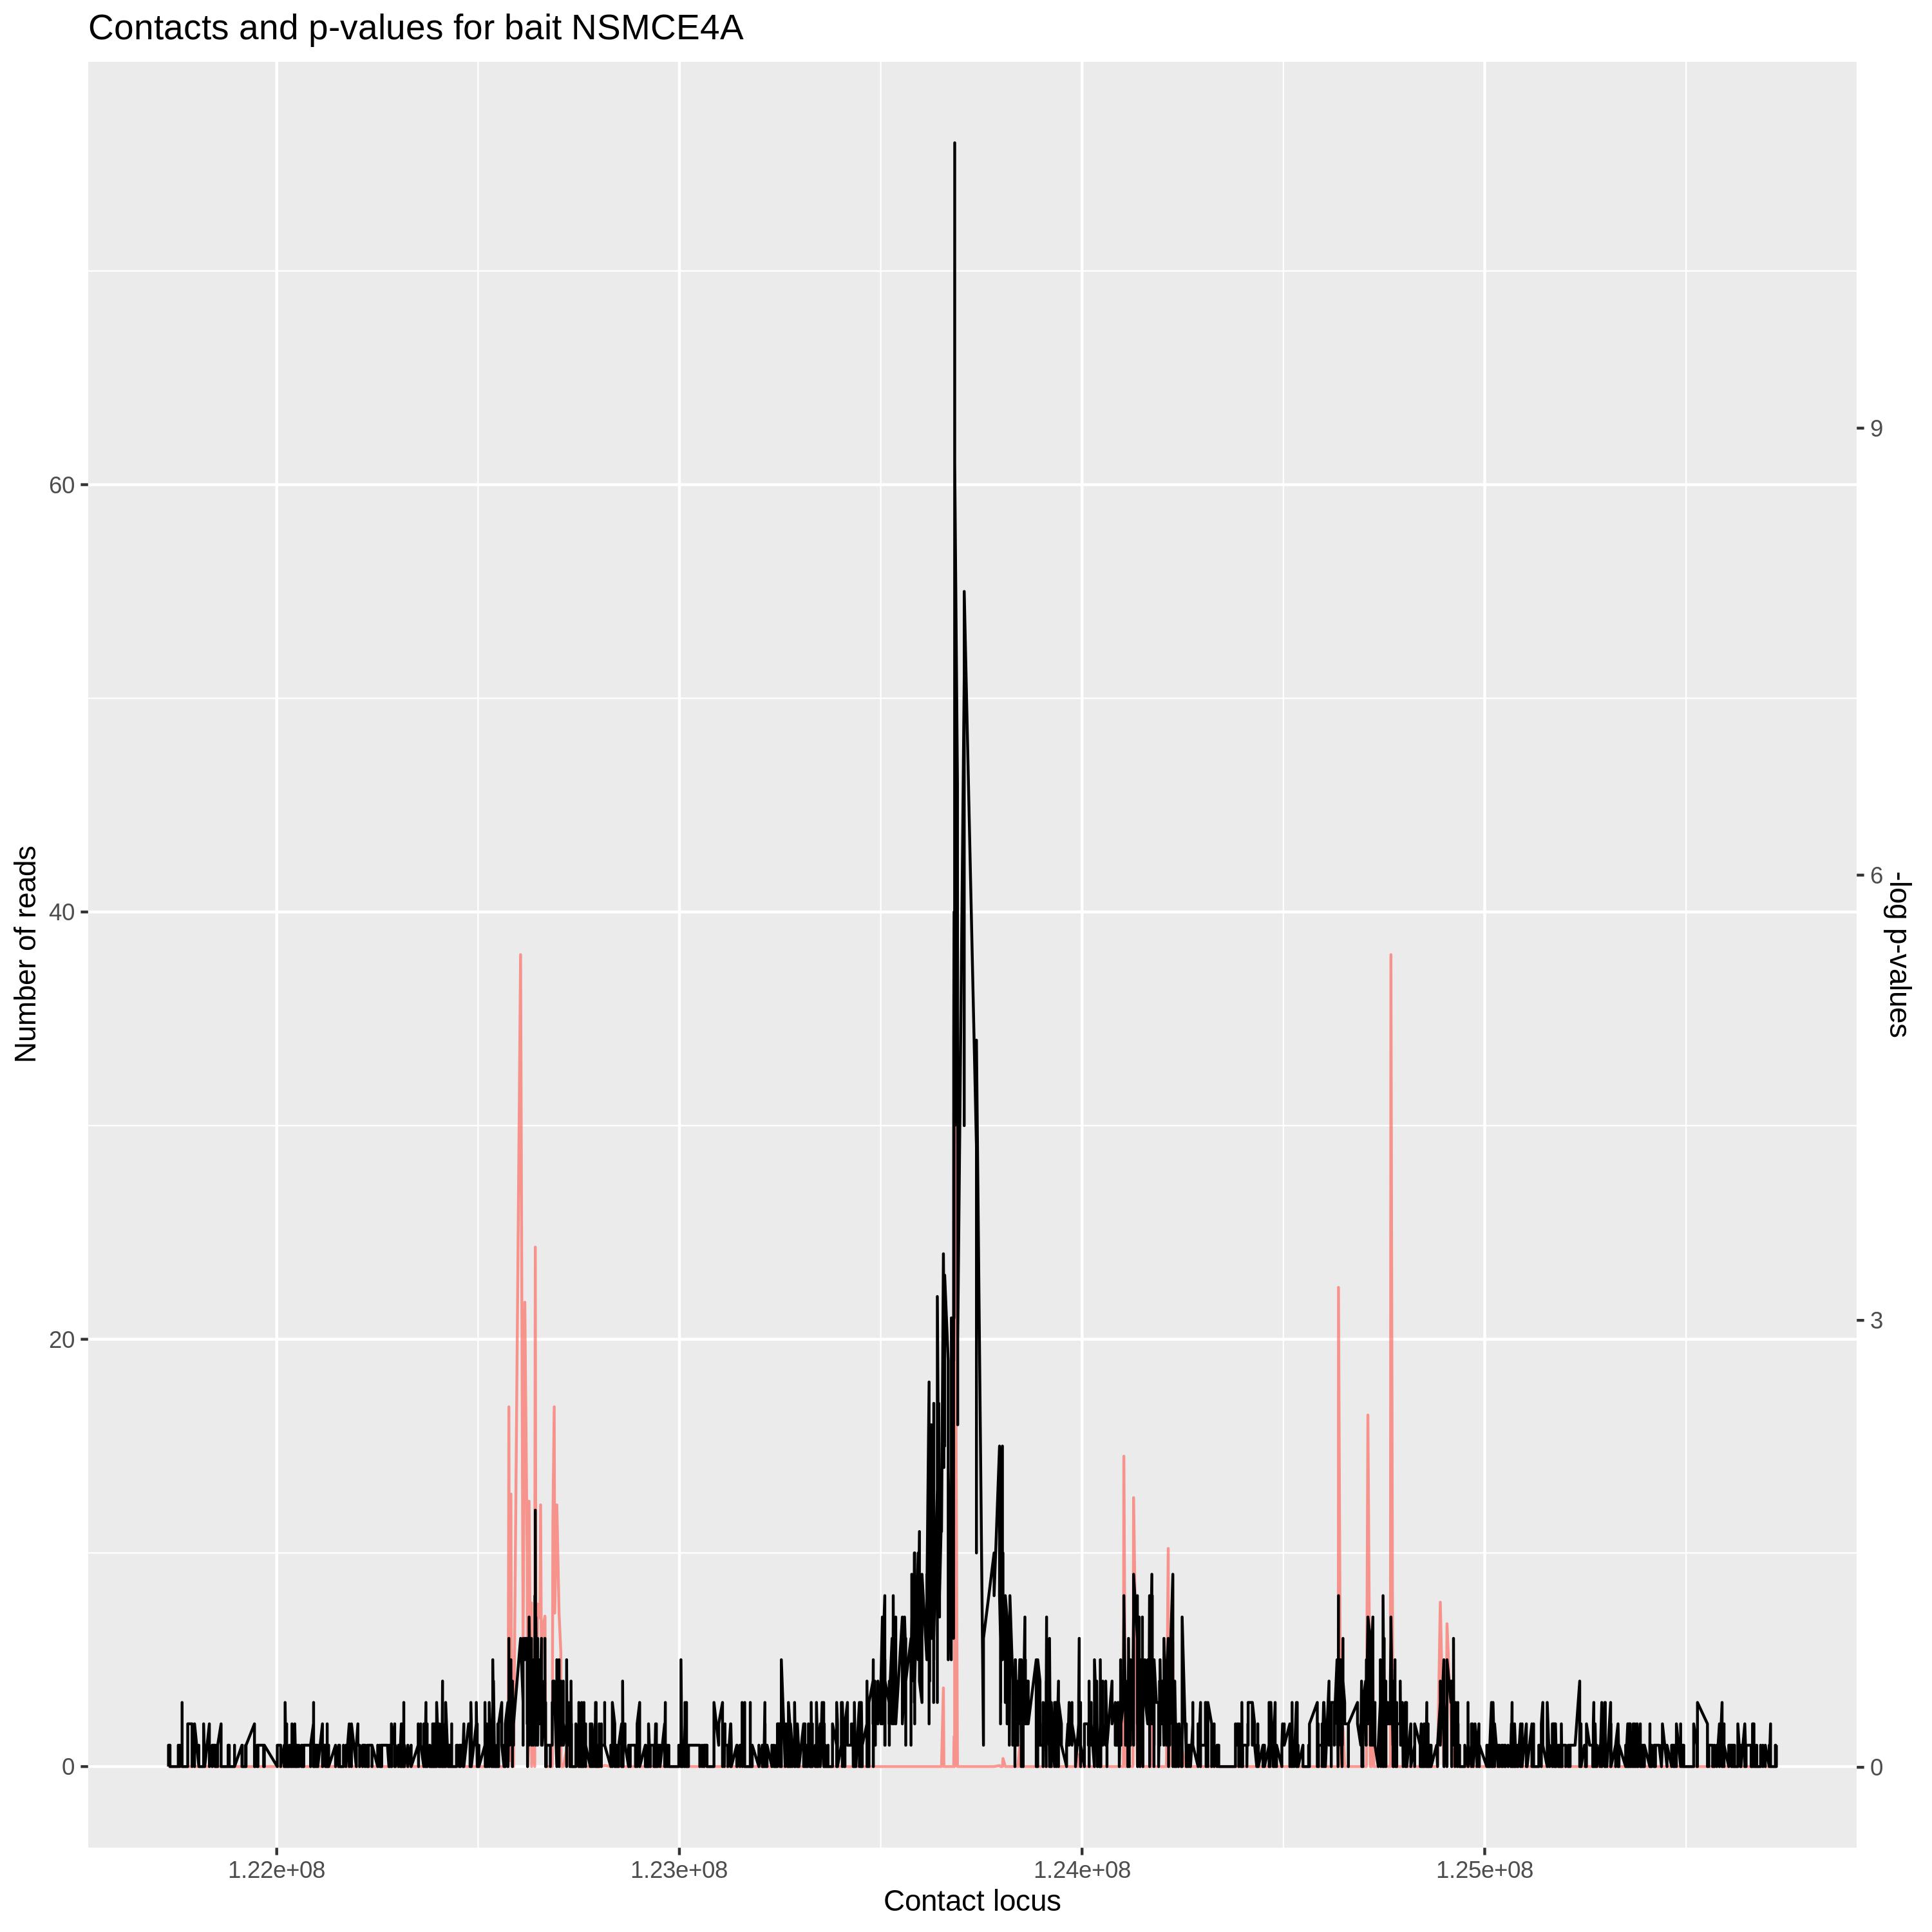 Contacts and p-values for bait NSMCE4A
Number of reads
60
40
20
0
9
6
3
0
-log p-values
1.22e+08 1.23e+08 1.24e+08 1.25e+08
Contact locus